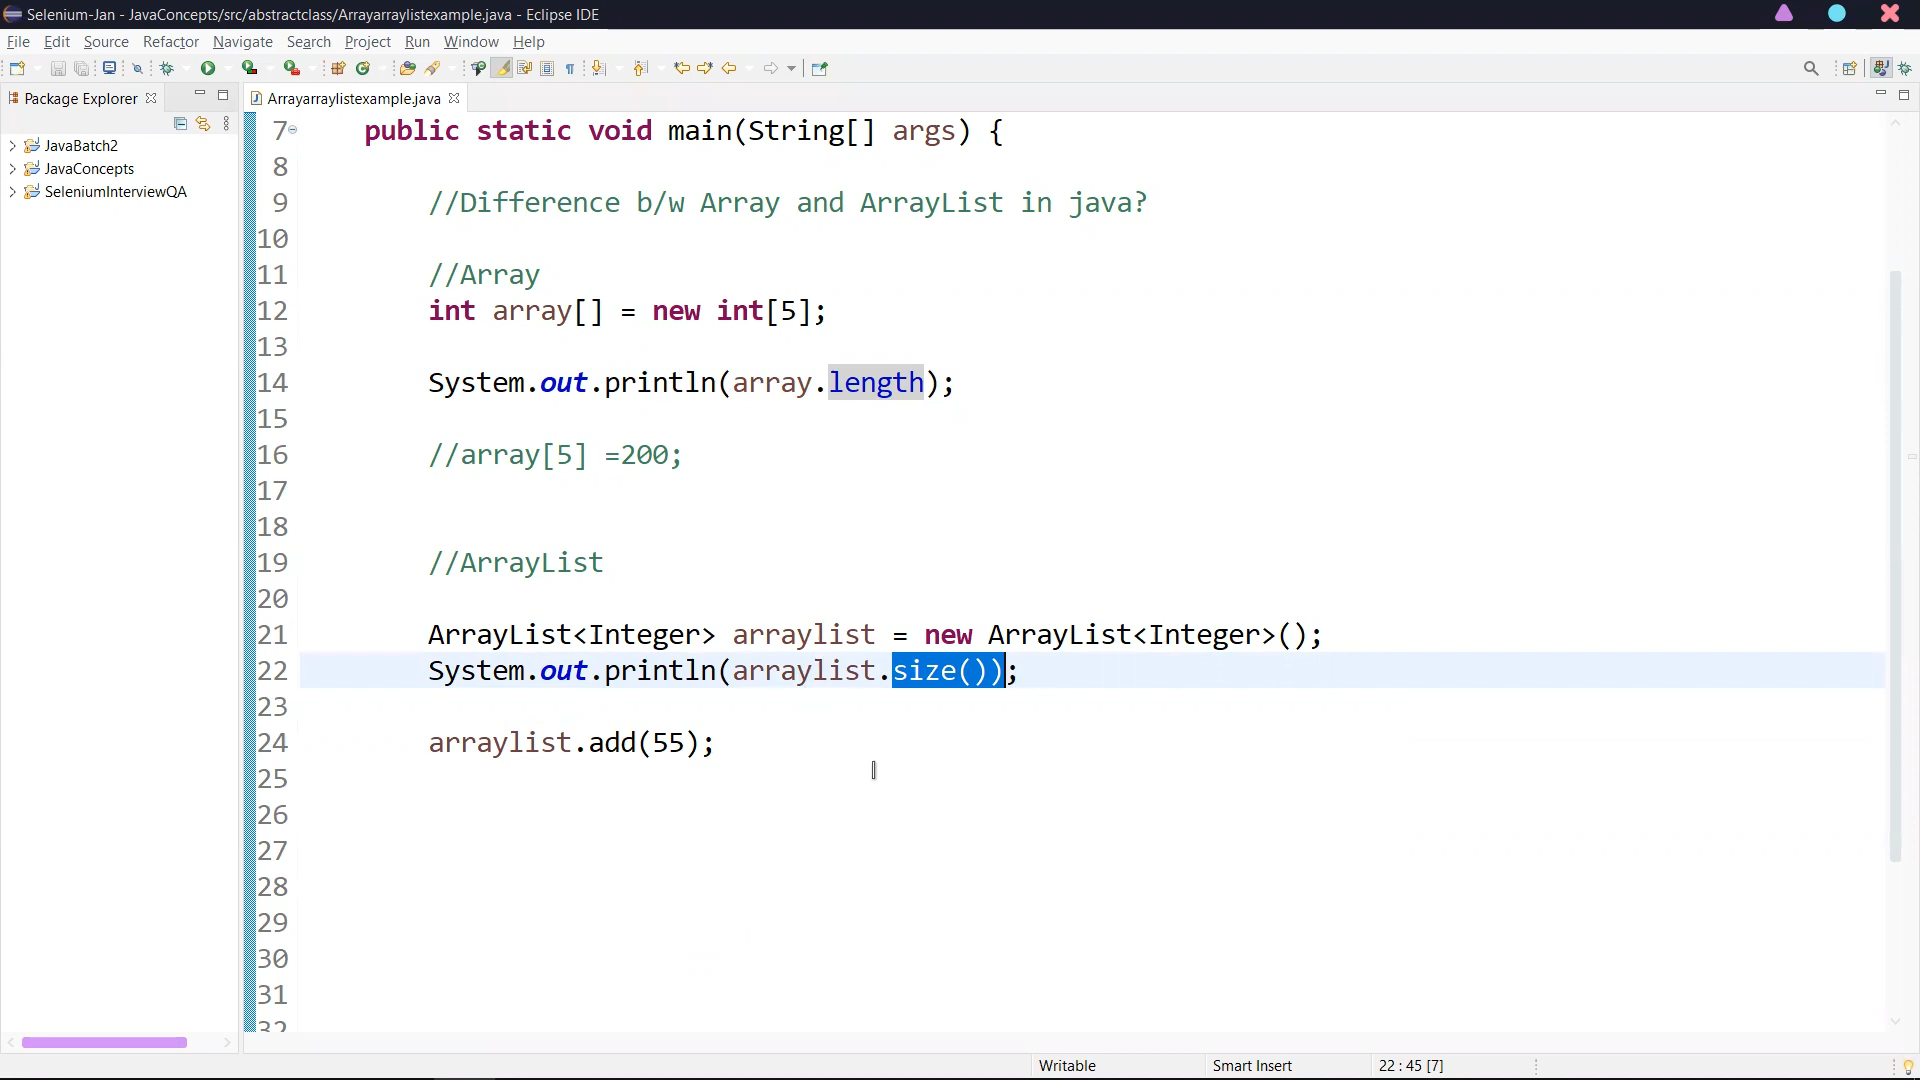 Selenium-Jan - JavaConcepts/src/abstractclass/Arrayarraylistexample.java - Eclipse IDE
File Edit Source Refactor Navigate Search Project Run Window Help
Package Explorer
Arrayarraylistexample.java
JavaBatch2
JavaConcepts
SeleniumInterviewQA
7 public static void main(String[] args) {
8
9 //Difference b/w Array and ArrayList in java?
10
11 //Array
12 int array[] = new int[5];
13
14 System.out.println(array.length);
15
16 //array[5] =200;
17
18
19 //ArrayList
20
21 ArrayList<Integer> arraylist = new ArrayList<Integer>();
22 System.out.println(arraylist.size());
23
24 arraylist.add(55);
25
26
27
28
29
30
31
32
Writable Smart Insert 22 : 45 [7]